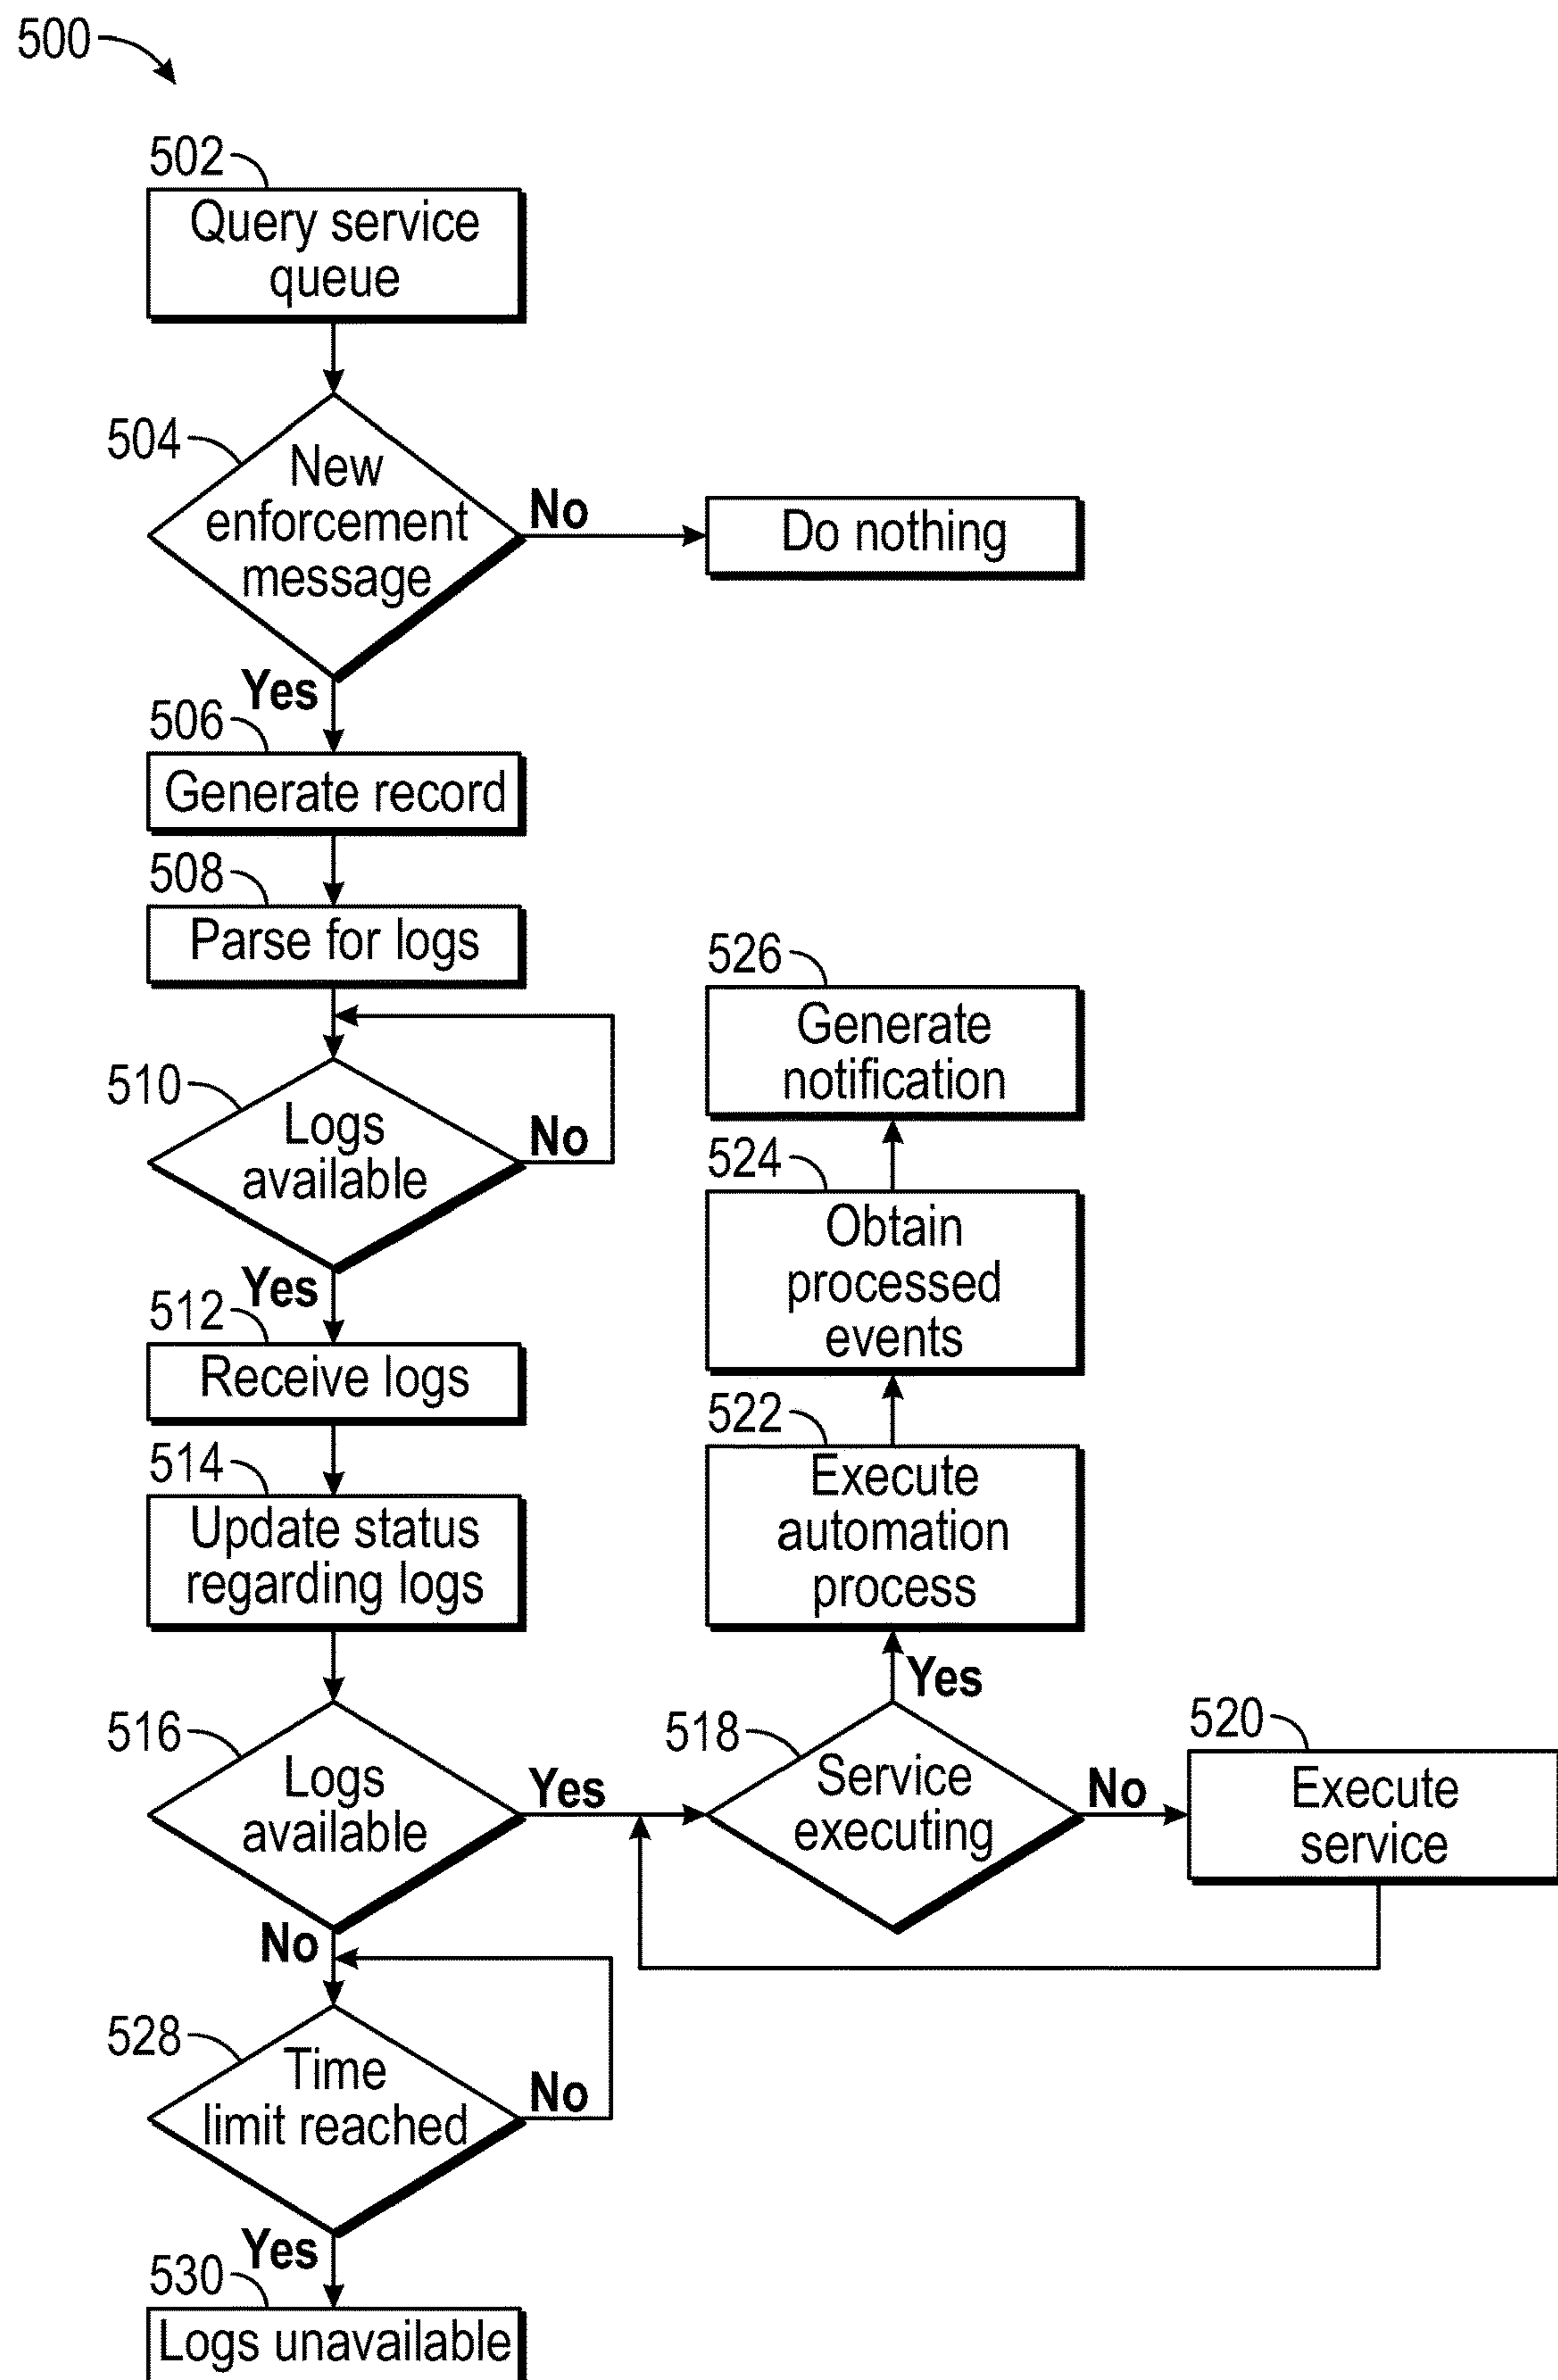 500
502
Query service
queue
504
New
enforcement
message
No
Do nothing
Yes
506
Generate record
508
Parse for logs
510
Logs
available
No
Yes
512
Receive logs
514
Update status
regarding logs
516
Logs
available
Yes
518
Service
executing
No
520
Execute
service
Yes
522
Execute
automation
process
524
Obtain
processed
events
526
Generate
notification
No
528
Time
limit reached
No
Yes
530
Logs unavailable